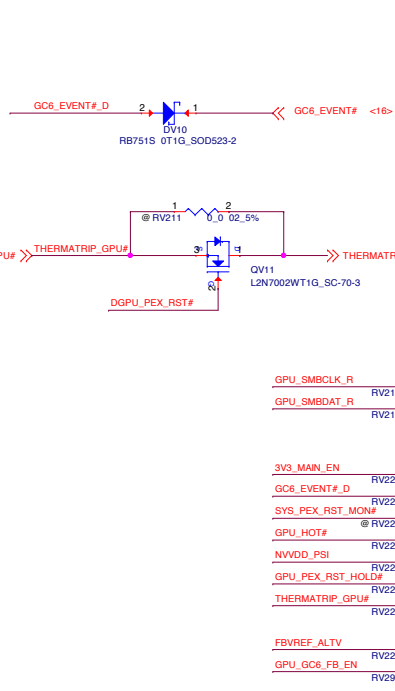 GC6_EVENT#_D 2 1 GC6_EVENT# <16>
DV10
RB751S 0T1G_SOD523-2
1 2
@ RV211 0_0 02_5%
PU# THERMATRIP_GPU# 3 1 THERMATR
QV11
L2N7002WT1G_SC-70-3
2
DGPU_PEX_RST#
GPU_SMBCLK_R
RV21
GPU_SMBDAT_R
RV21
3V3_MAIN_EN
RV22
GC6_EVENT#_D
RV22
SYS_PEX_RST_MON#
@ RV22
GPU_HOT#
RV22
NVVDD_PSI
RV22
GPU_PEX_RST_HOLD#
RV22
THERMATRIP_GPU#
RV22
FBVREF_ALTV
RV22
GPU_GC6_FB_EN
RV29